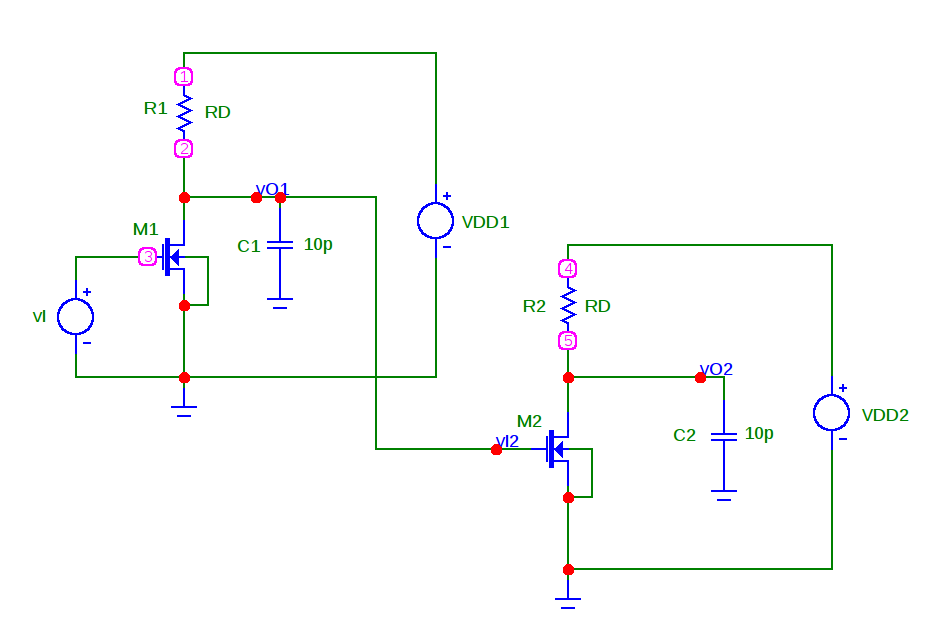 1
R1 RD
2
vO1
M1
3
C1 10p
+
VDD1
-
+
vI
-
4
R2 RD
5
vO2
M2
vI2
C2 10p
+
VDD2
-